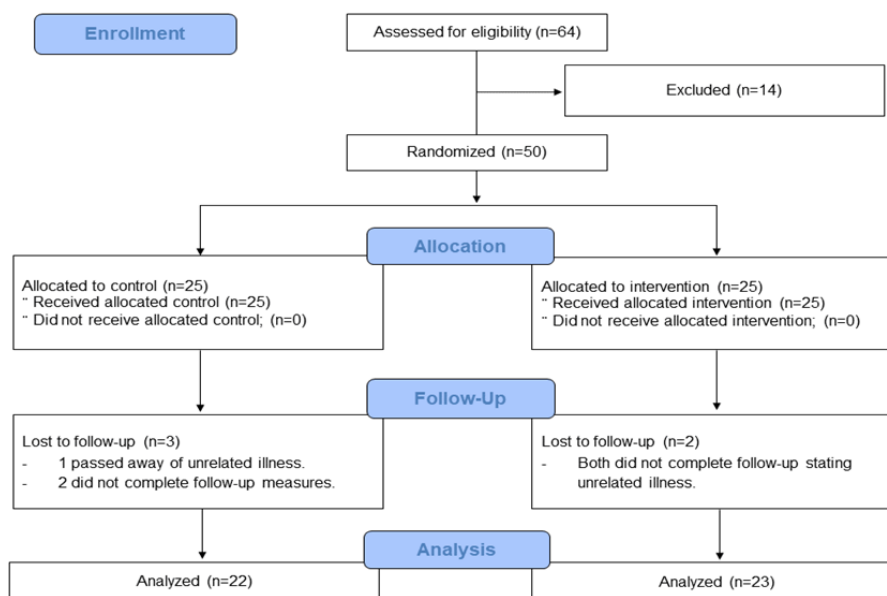 Enrollment
Assessed for eligibility (n=64)
Excluded (n=14)
Randomized (n=50)
Allocation
Allocated to control (n=25)
¨ Received allocated control (n=25)
¨ Did not receive allocated control; (n=0)
Allocated to intervention (n=25)
¨ Received allocated intervention (n=25)
¨ Did not receive allocated intervention; (n=0)
Follow-Up
Lost to follow-up (n=3)
- 1 passed away of unrelated illness.
- 2 did not complete follow-up measures.
Lost to follow-up (n=2)
- Both did not complete follow-up stating
unrelated illness.
Analysis
Analyzed (n=22)
Analyzed (n=23)